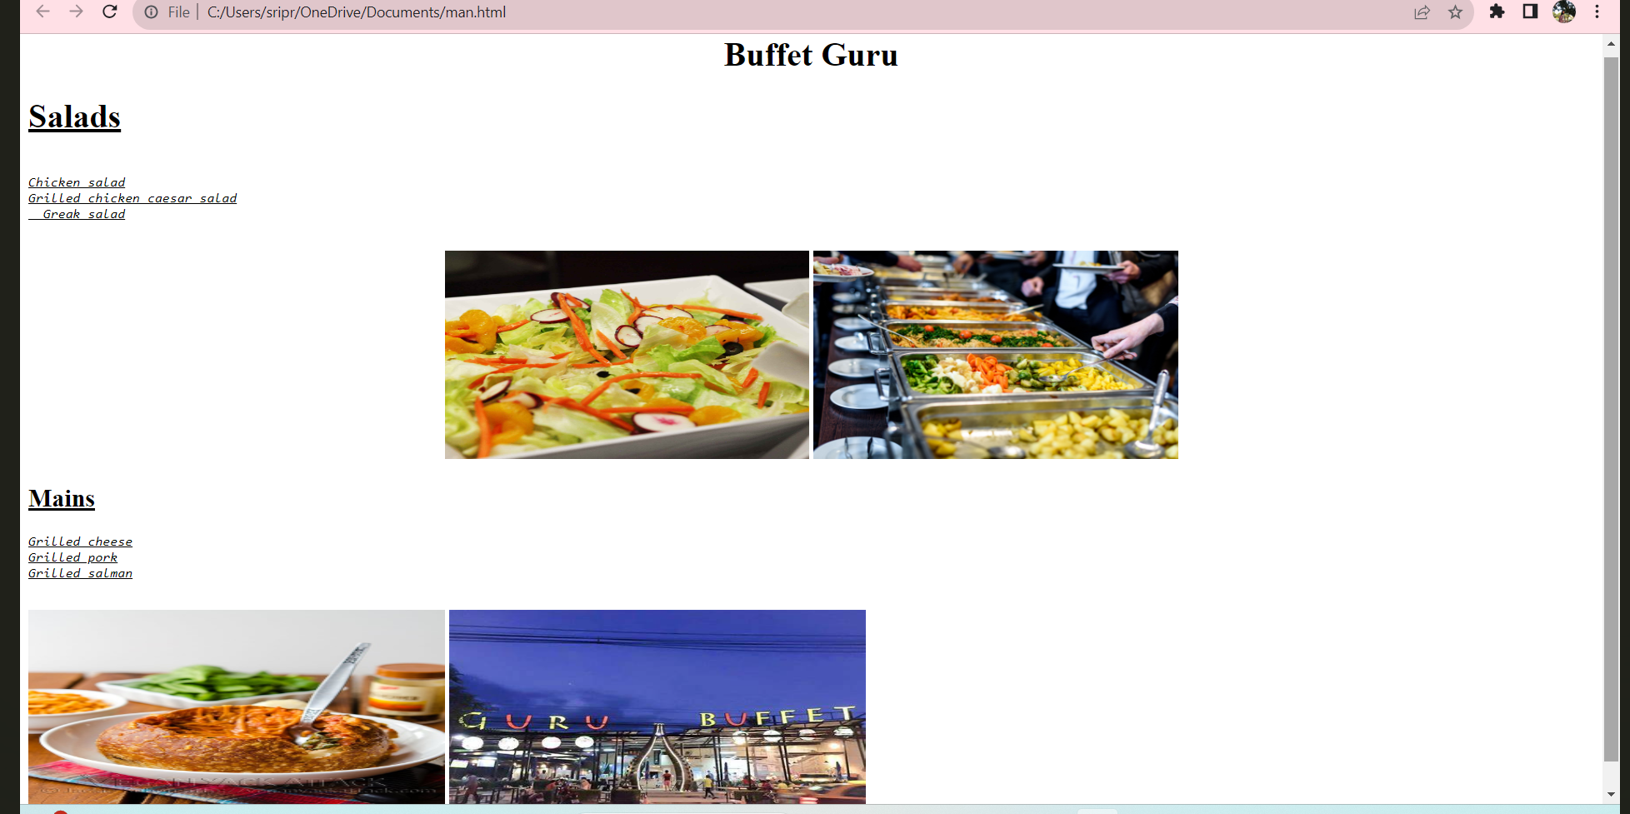 File | C:/Users/sripr/OneDrive/Documents/man.html
Buffet Guru
Salads
Chicken salad
Grilled chicken caesar salad
Greak salad
Mains
Grilled cheese
Grilled pork
Grilled salman
GURU BUFFET